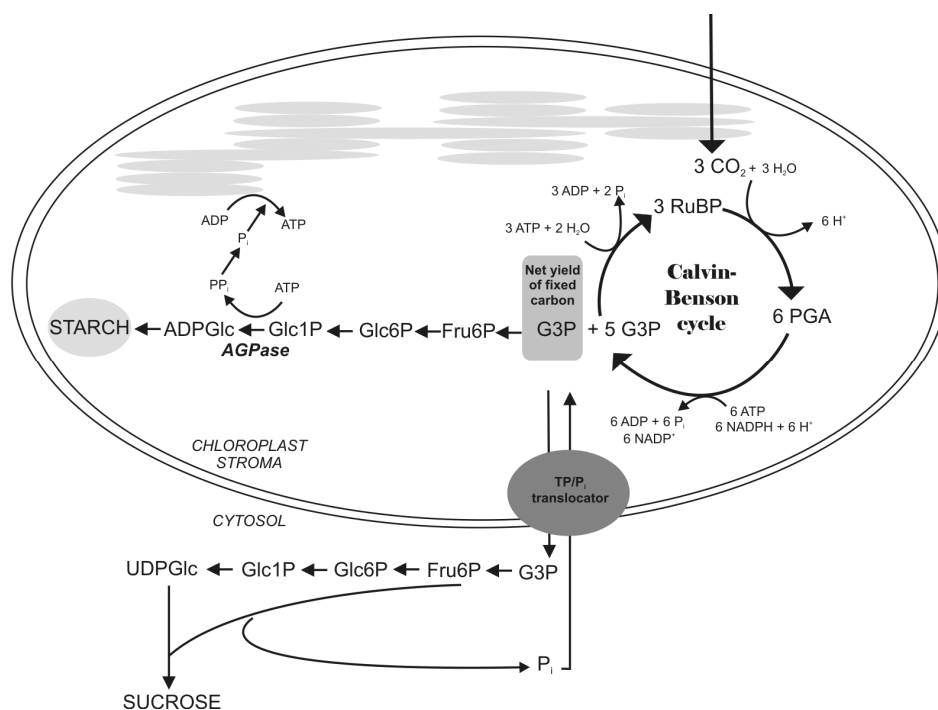 3 CO₂ + 3 H₂O
3 ADP + 2 Pᵢ
3 RuBP
6 H⁺
ADP
ATP
Pᵢ
3 ATP + 2 H₂O
PPᵢ
ATP
Net yield
of fixed
carbon
Calvin-
Benson
cycle
STARCH
ADPGlc
Glc1P
Glc6P
Fru6P
G3P + 5 G3P
6 PGA
AGPase
6 ADP + 6 Pᵢ
6 NADP⁺
6 ATP
6 NADPH + 6 H⁺
CHLOROPLAST
STROMA
TP/Pᵢ
translocator
CYTOSOL
UDPGlc
Glc1P
Glc6P
Fru6P
G3P
Pᵢ
SUCROSE